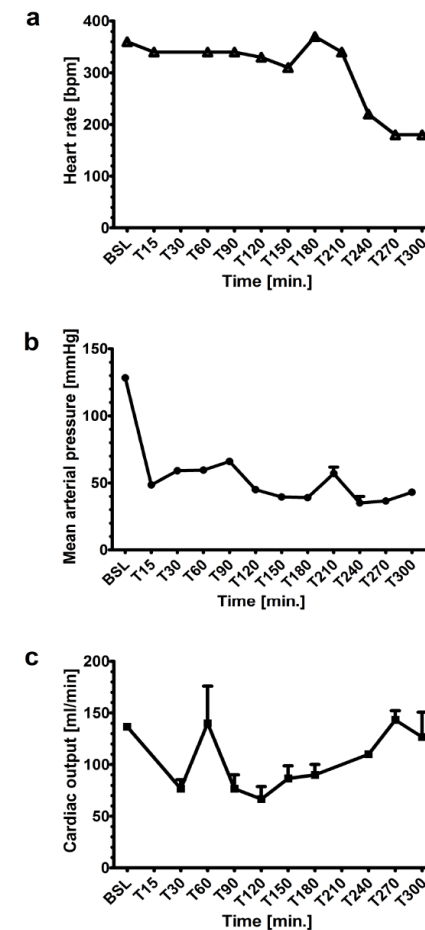 a
Heart rate [bpm]
400
300
200
100
0
BSL T15 T30 T60 T90 T120 T150 T180 T210 T240 T270 T300
Time [min.]
b
Mean arterial pressure [mmHg]
150
100
50
0
BSL T15 T30 T60 T90 T120 T150 T180 T210 T240 T270 T300
Time [min.]
c
Cardiac output [ml/min]
200
150
100
50
0
BSL T15 T30 T60 T90 T120 T150 T180 T210 T240 T270 T300
Time [min.]